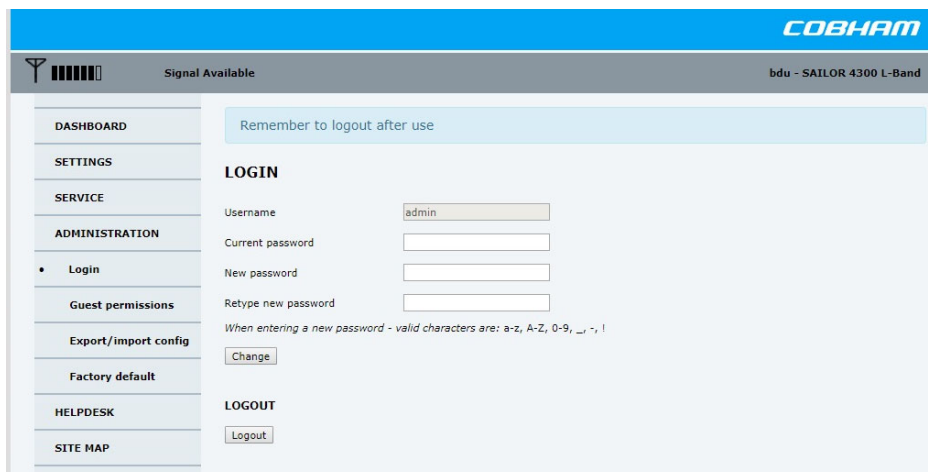 COBHAM
Signal Available
bdu - SAILOR 4300 L-Band
DASHBOARD
SETTINGS
SERVICE
ADMINISTRATION
Login
Guest permissions
Export/import config
Factory default
HELPDESK
SITE MAP
Remember to logout after use
LOGIN
Username admin
Current password
New password
Retype new password
When entering a new password - valid characters are: a-z, A-Z, 0-9, _, -, !
Change
LOGOUT
Logout